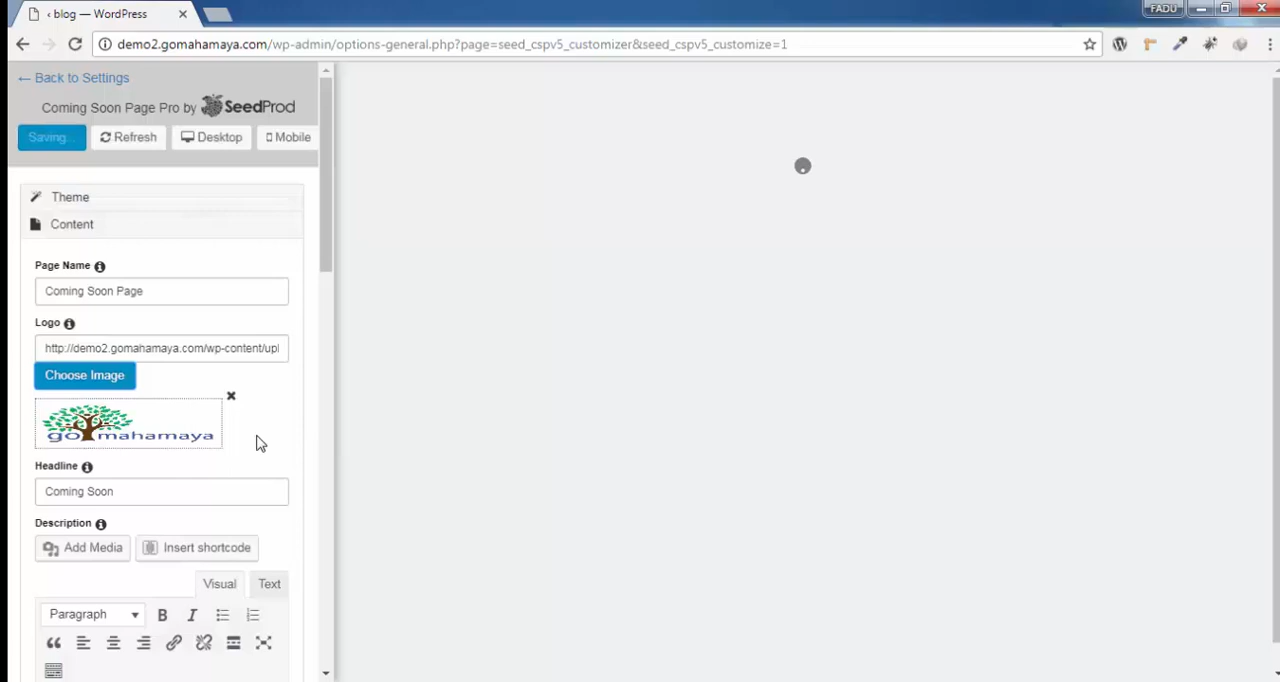 ‹ blog — WordPress
FADU
demo2.gomahamaya.com/wp-admin/options-general.php?page=seed_cspv5_customizer&seed_cspv5_customize=1
← Back to Settings
Coming Soon Page Pro by SeedProd
Saving...
Refresh
Desktop
Mobile
Theme
Content
Page Name
Coming Soon Page
Logo
http://demo2.gomahamaya.com/wp-content/upl
Choose Image
go mahamaya
Headline
Coming Soon
Description
Add Media
Insert shortcode
Visual
Text
Paragraph
B
I